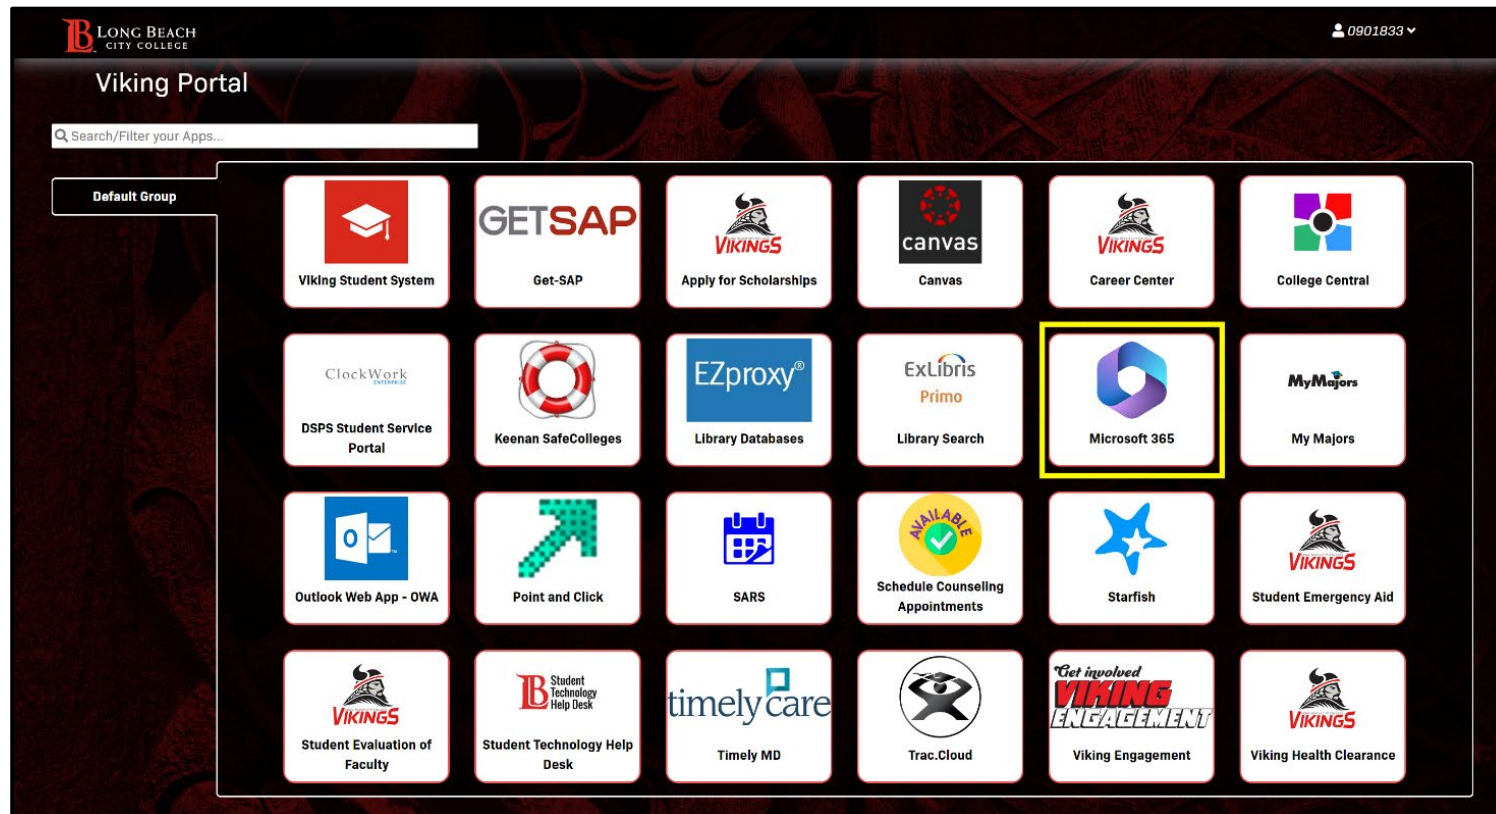 LONG BEACH
CITY COLLEGE
0901833
Viking Portal
Search/Filter your Apps...
Default Group
Viking Student System
GETSAP
Get-SAP
VIKINGS
Apply for Scholarships
canvas
Canvas
VIKINGS
Career Center
College Central
ClockWork
ENTERPRISE
DSPS Student Service
Portal
Keenan SafeColleges
EZproxy®
Library Databases
ExLibris
Primo
Library Search
Microsoft 365
MyMajors
My Majors
Outlook Web App - OWA
Point and Click
SARS
AVAILABLE
Schedule Counseling
Appointments
Starfish
VIKINGS
Student Emergency Aid
VIKINGS
Student Evaluation of
Faculty
Student
Technology
Help Desk
Student Technology Help
Desk
timely care
Timely MD
Trac.Cloud
Get involved
VIKING
ENGAGEMENT
Viking Engagement
VIKINGS
Viking Health Clearance